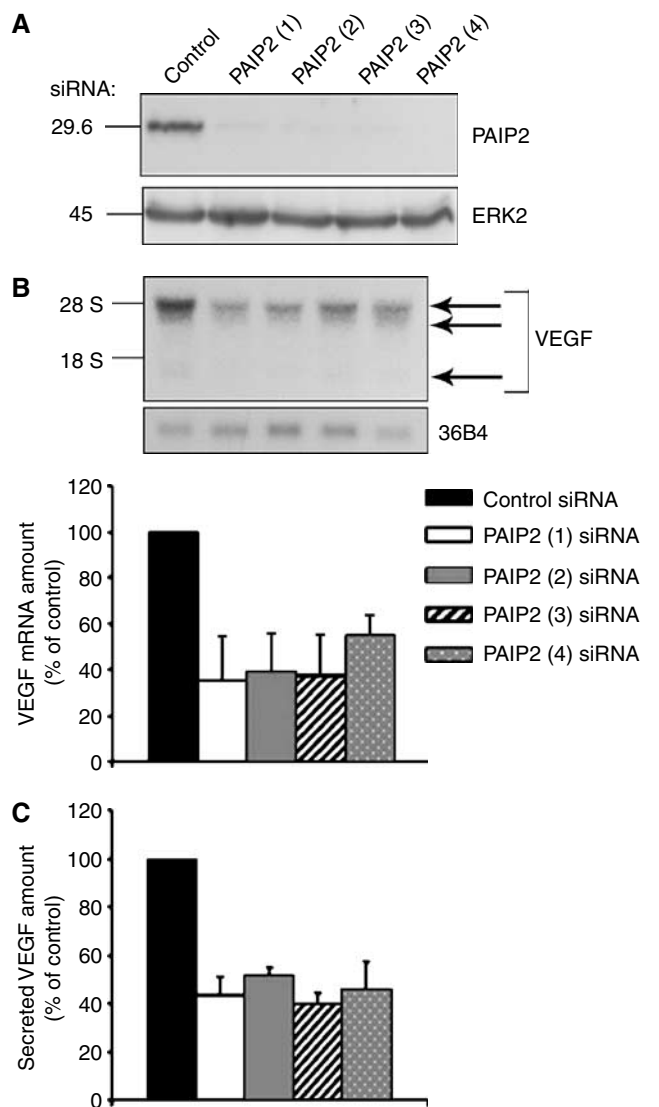 A
siRNA:
Control
PAIP2 (1)
PAIP2 (2)
PAIP2 (3)
PAIP2 (4)
29.6
PAIP2
45
ERK2
B
28 S
18 S
VEGF
36B4
VEGF mRNA amount
(% of control)
120
100
80
60
40
20
0
Control siRNA
PAIP2 (1) siRNA
PAIP2 (2) siRNA
PAIP2 (3) siRNA
PAIP2 (4) siRNA
C
Secreted VEGF amount
(% of control)
120
100
80
60
40
20
0